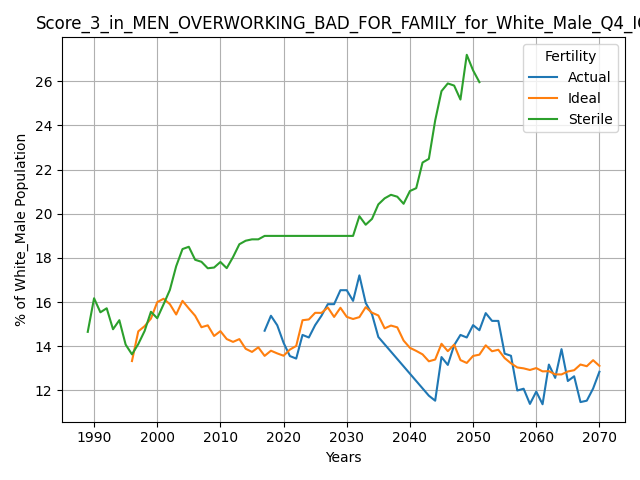 Score_3_in_MEN_OVERWORKING_BAD_FOR_FAMILY_for_White_Male_Q4_I
% of White_Male Population
26
24
22
20
18
16
14
12
Fertility
Actual
Ideal
Sterile
1990 2000 2010 2020 2030 2040 2050 2060 2070
Years